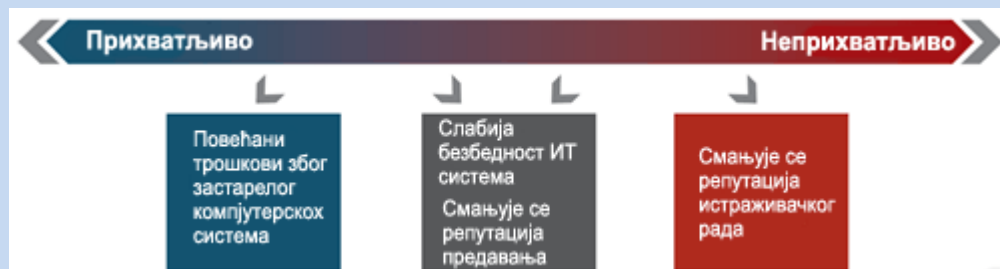 Прихватљиво
Неприхватљиво
Повећани
трошкови због
застарелог
компјутерскох
система
Слабија
безбедност ИТ
система
Смањује се
репутација
предавања
Смањује се
репутација
истраживачког
рада